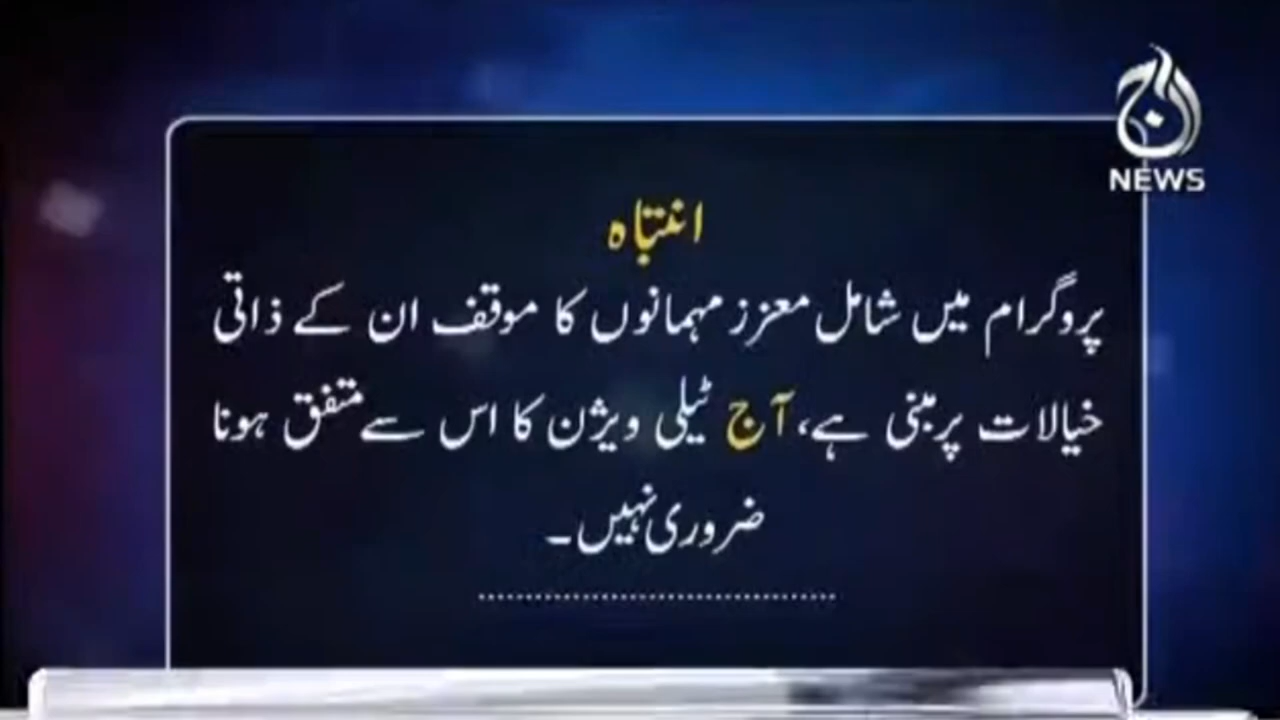 آج
NEWS
انتباہ
پروگرام میں شامل معزز مہمانوں کا موقف ان کے ذاتی
خیالات پر مبنی ہے، آج ٹیلی ویژن کا اس سے متفق ہونا
ضروری نہیں۔